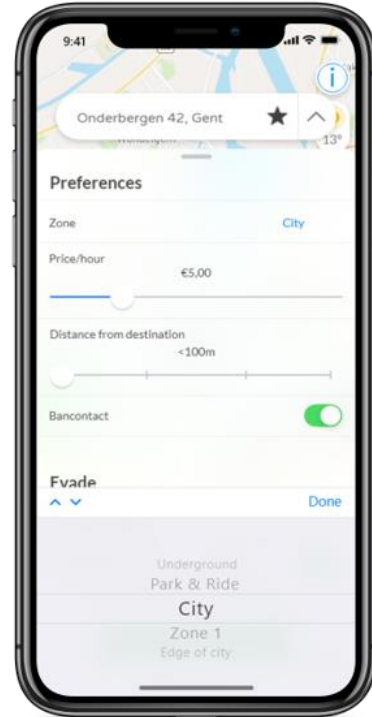 9:41
Onderbergen 42, Gent
13°
Preferences
Zone City
Price/hour
€5,00
Distance from destination
<100m
Bancontact
Evade
Done
Underground
Park & Ride
City
Zone 1
Edge of city